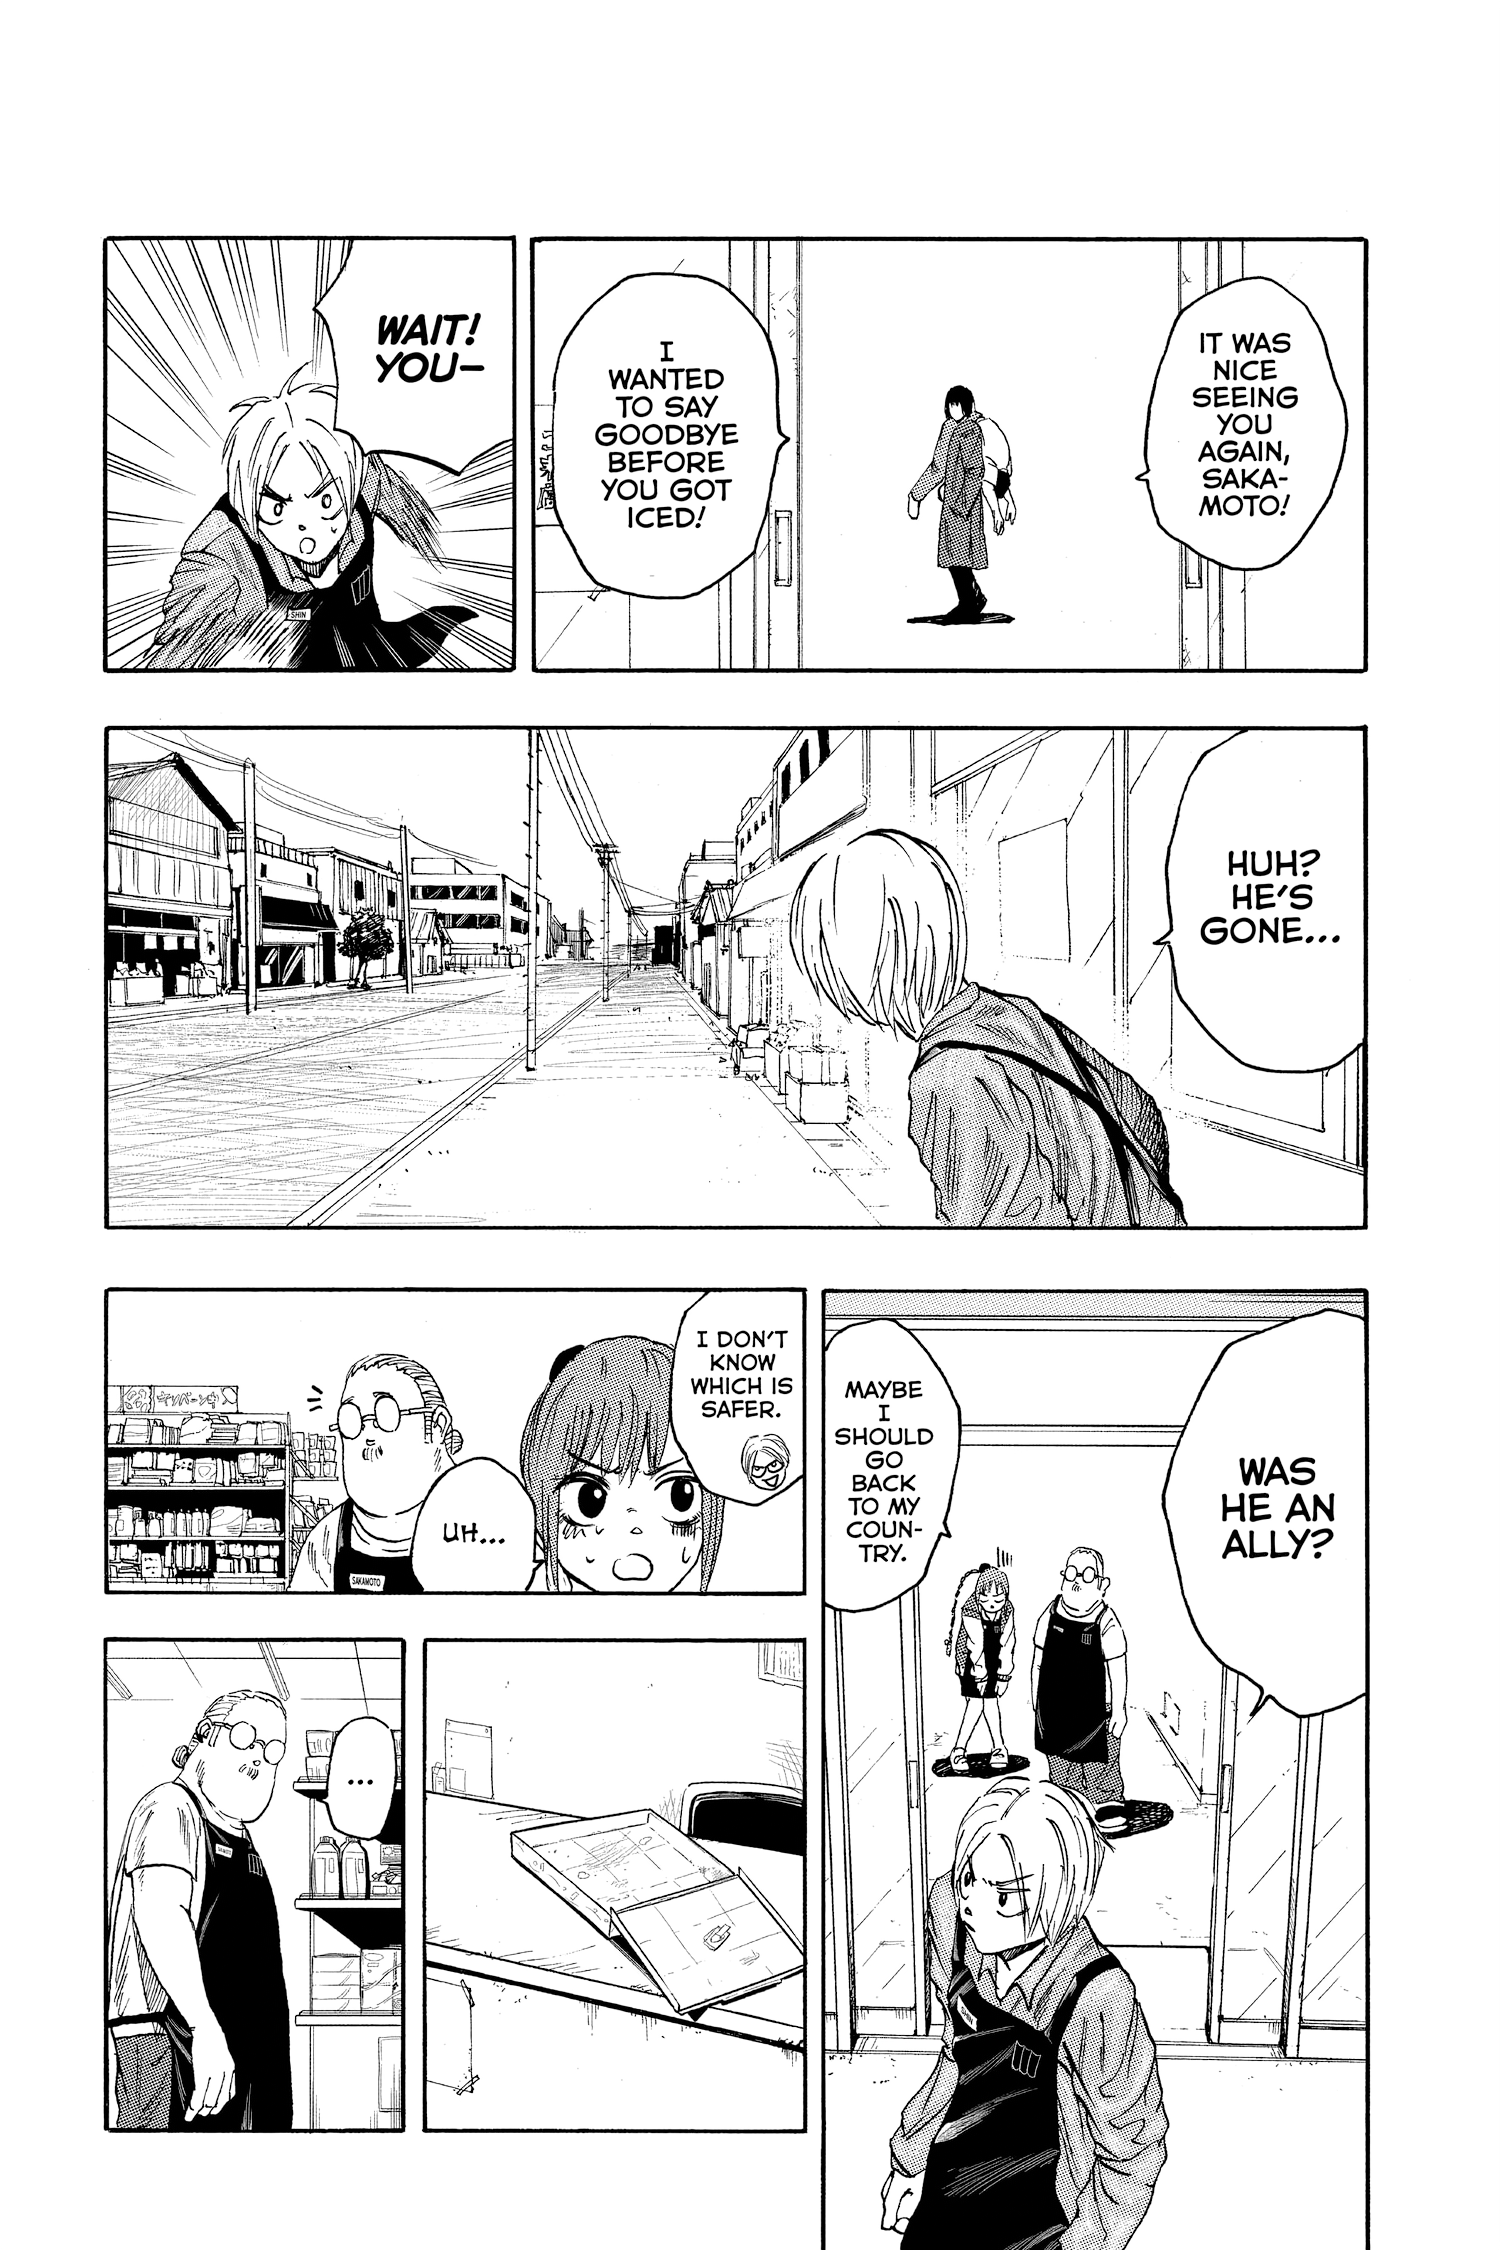 IT WAS
NICE
SEEING
YOU
AGAIN,
SAKA-
MOTO!
I
WANTED
TO SAY
GOODBYE
BEFORE
YOU GOT
ICED!
WAIT!
YOU—
SHIN
HUH?
HE'S
GONE...
WAS
HE AN
ALLY?
MAYBE
I
SHOULD
GO
BACK
TO MY
COUN-
TRY.
SHIN
I DON'T
KNOW
WHICH IS
SAFER.
UH...
SAKAMOTO
...